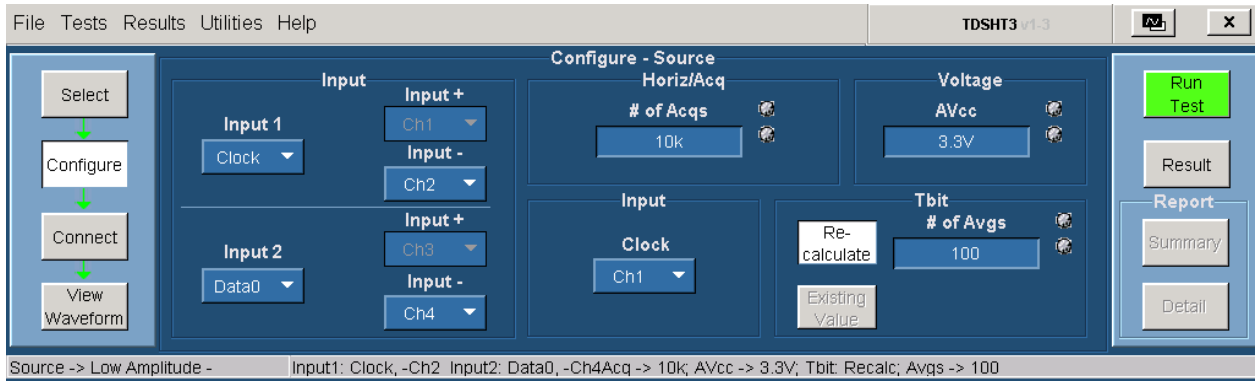 File Tests Results Utilities Help
TDSHT3 v1-3
x
Select
Configure
Connect
View
Waveform
Configure - Source
Input
Input 1
Clock
Input +
Ch1
Input -
Ch2
Input 2
Data0
Input +
Ch3
Input -
Ch4
Horiz/Acq
# of Acqs
10k
Voltage
AVcc
3.3V
Input
Clock
Ch1
Tbit
Re-
calculate
Existing
Value
# of Avgs
100
Run
Test
Result
Report
Summary
Detail
Source -> Low Amplitude - Input1: Clock, -Ch2 Input2: Data0, -Ch4Acq -> 10k; AVcc -> 3.3V; Tbit: Recalc; Avgs -> 100